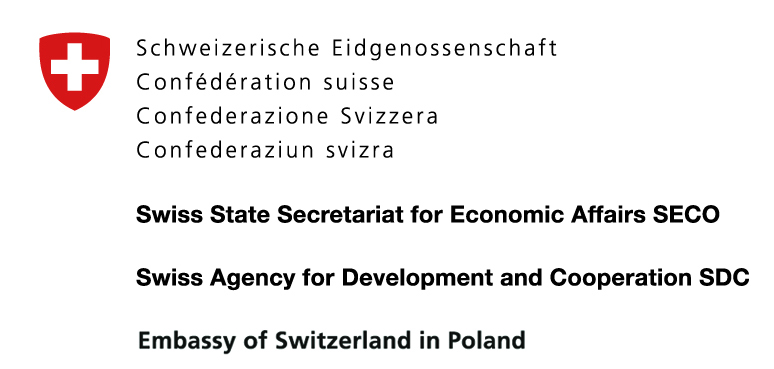 Schweizerische Eidgenossenschaft
Confédération suisse
Confederazione Svizzera
Confederaziun svizra
Swiss State Secretariat for Economic Affairs SECO
Swiss Agency for Development and Cooperation SDC
Embassy of Switzerland in Poland